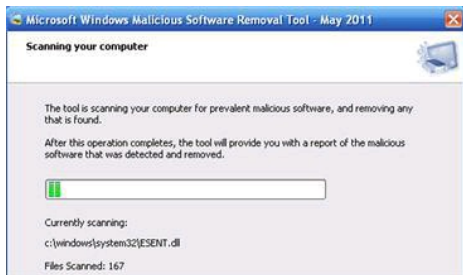 Microsoft Windows Malicious Software Removal Tool - May 2011
Scanning your computer
The tool is scanning your computer for prevalent malicious software, and removing any
that is found.
After this operation completes, the tool will provide you with a report of the malicious
software that was detected and removed.
Currently scanning:
c:\windows\system32\ESENT.dll
Files Scanned: 167